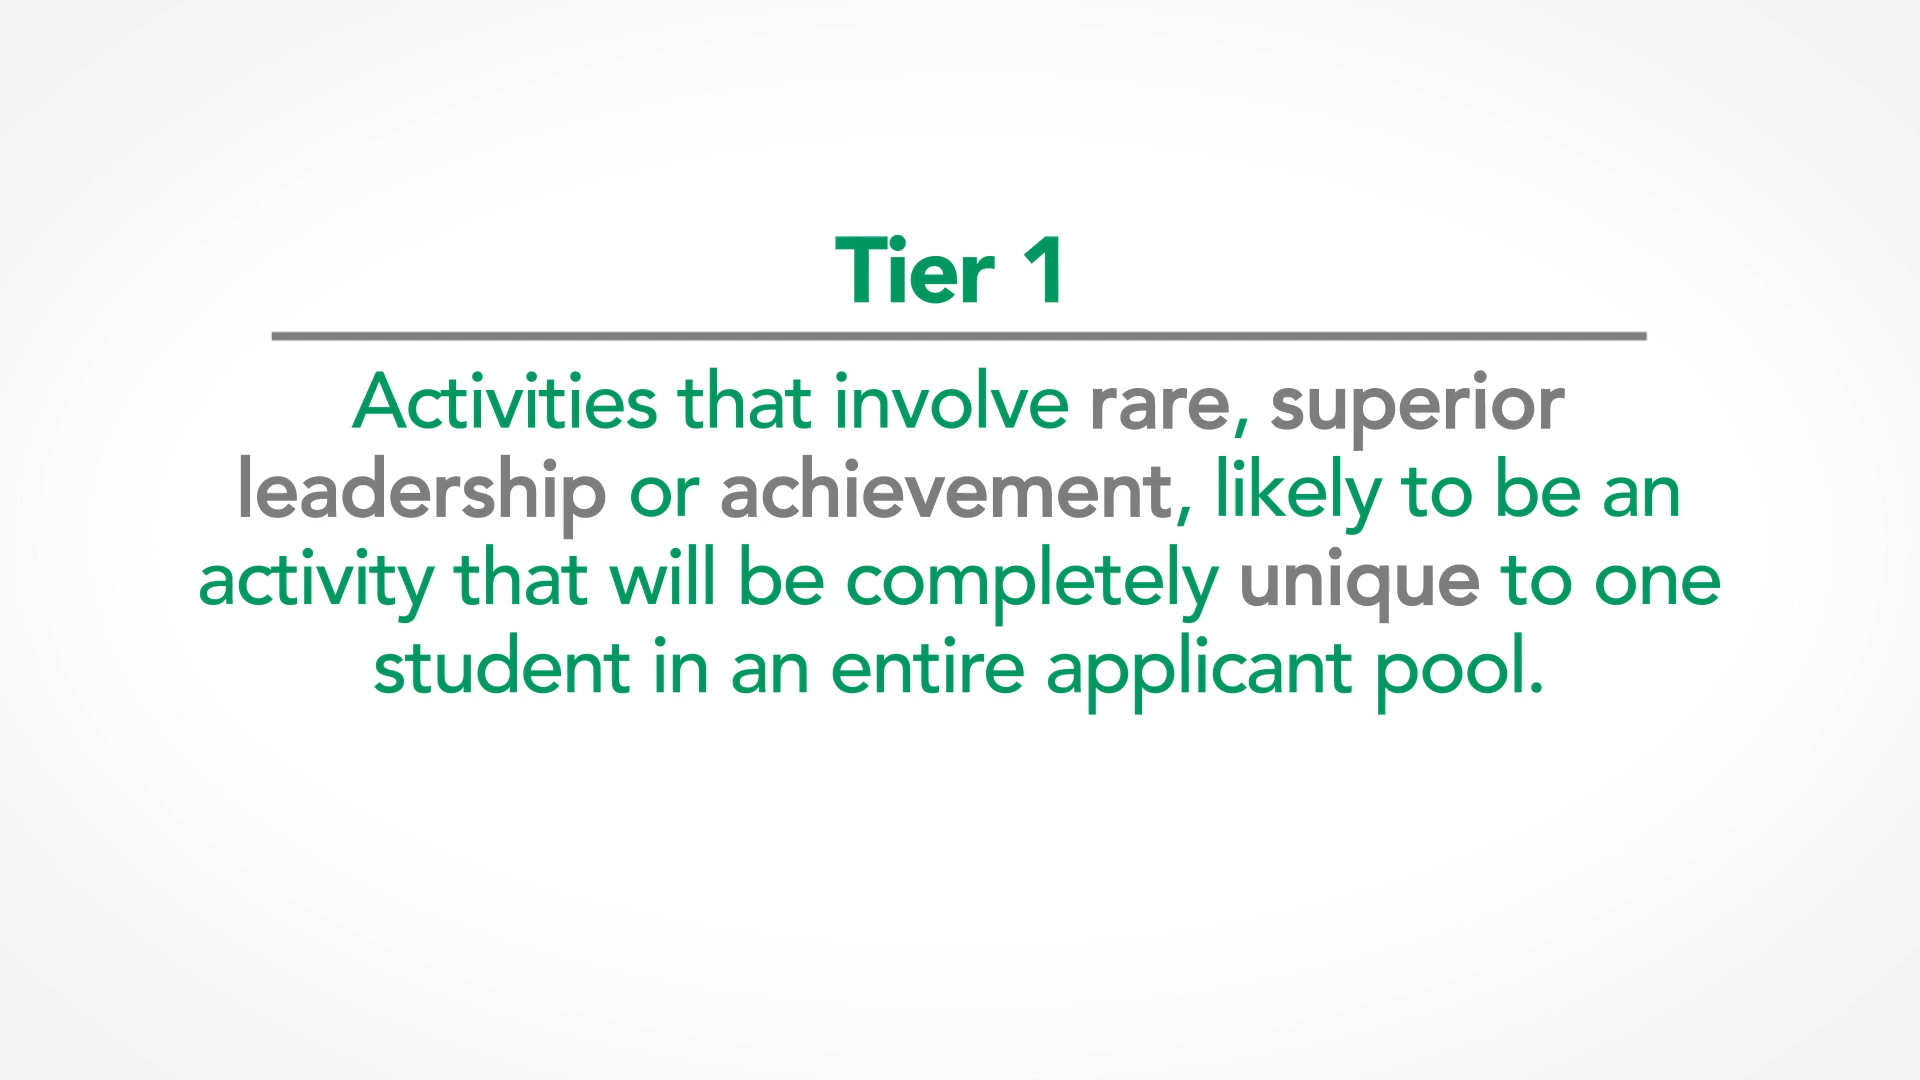 Tier 1
Activities that involve rare, superior
leadership or achievement, likely to be an
activity that will be completely unique to one
student in an entire applicant pool.